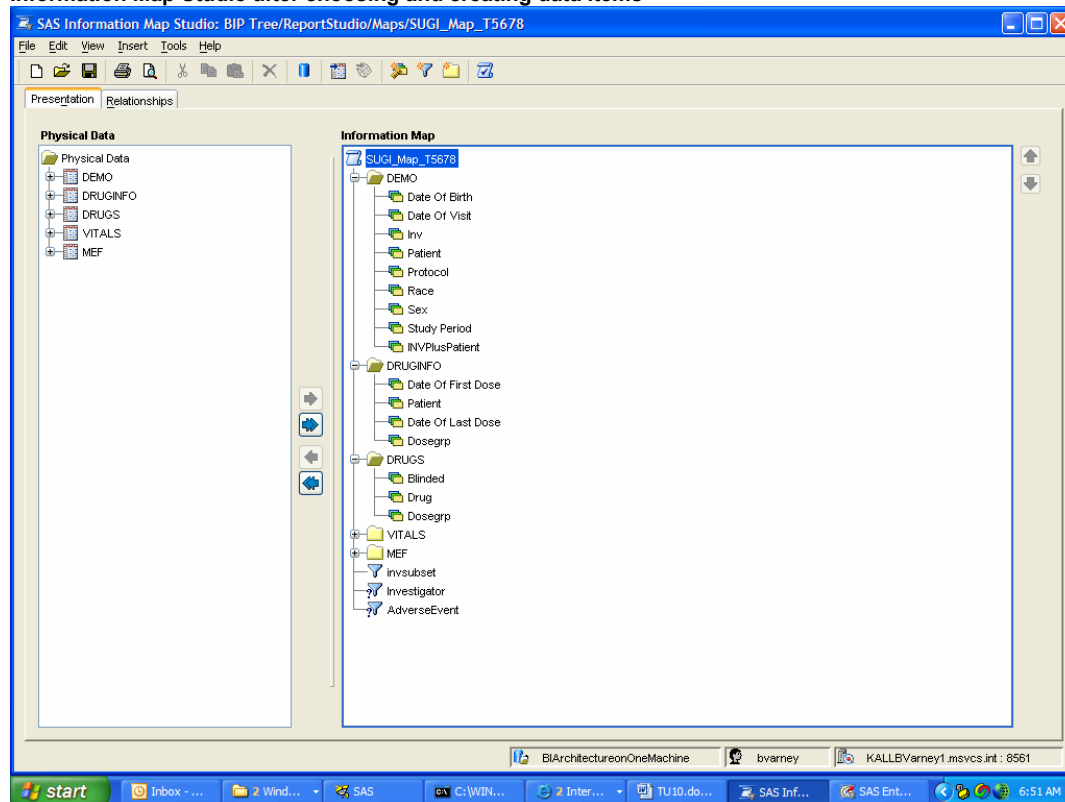 Information Map Studio after choosing and creating data items
SAS Information Map Studio: BIP Tree/ReportStudio/Maps/SUGI_Map_T5678
File Edit View Insert Tools Help
Presentation Relationships
Physical Data
Physical Data
DEMO
DRUGINFO
DRUGS
VITALS
MEF
Information Map
SUGI_Map_T5678
DEMO
Date Of Birth
Date Of Visit
Inv
Patient
Protocol
Race
Sex
Study Period
INVPlusPatient
DRUGINFO
Date Of First Dose
Patient
Date Of Last Dose
Dosegrp
DRUGS
Blinded
Drug
Dosegrp
VITALS
MEF
invsubset
Investigator
AdverseEvent
BIArchitectureonOneMachine bvarney KALLBVarney1.msvcs.int : 8561
start Inbox - ... 2 Wind... SAS C:\WIN... 2 Inter... TU10.do... SAS Inf... SAS Ent... 6:51 AM